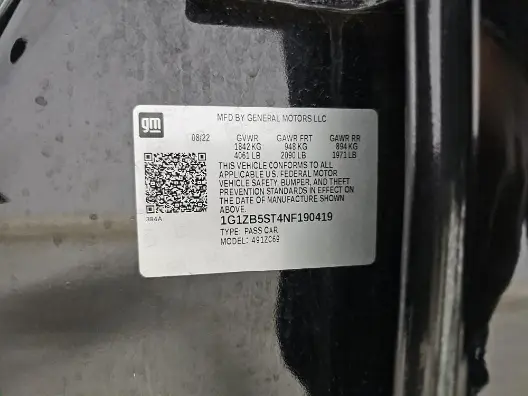 gm
MFD BY GENERAL MOTORS LLC
08/22 GVWR GAWR FRT GAWR RR
1842 KG 948 KG 894 KG
4061 LB 2090 LB 1971 LB
THIS VEHICLE CONFORMS TO ALL
APPLICABLE U.S. FEDERAL MOTOR
VEHICLE SAFETY, BUMPER, AND THEFT
PREVENTION STANDARDS IN EFFECT ON
THE DATE OF MANUFACTURE SHOWN
ABOVE.
394A
1G1ZB5ST4NF190419
TYPE: PASS CAR
MODEL: 491ZC69